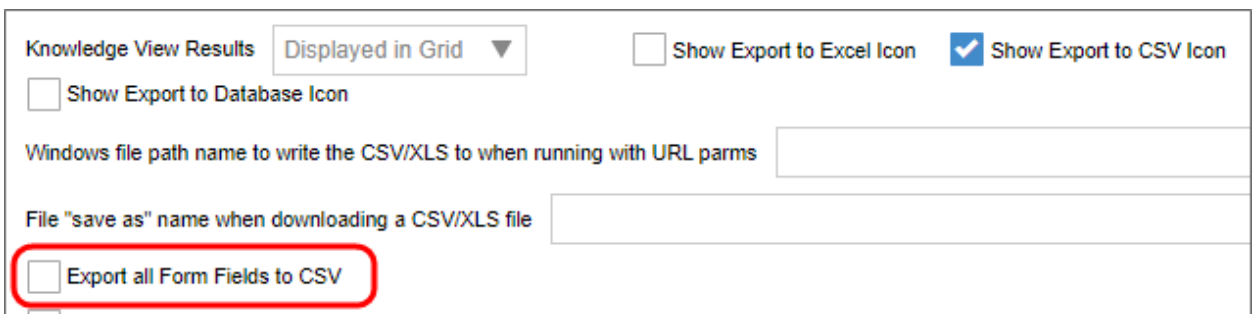 Knowledge View Results Displayed in Grid Show Export to Excel Icon Show Export to CSV Icon
Show Export to Database Icon
Windows file path name to write the CSV/XLS to when running with URL parms
File "save as" name when downloading a CSV/XLS file
Export all Form Fields to CSV